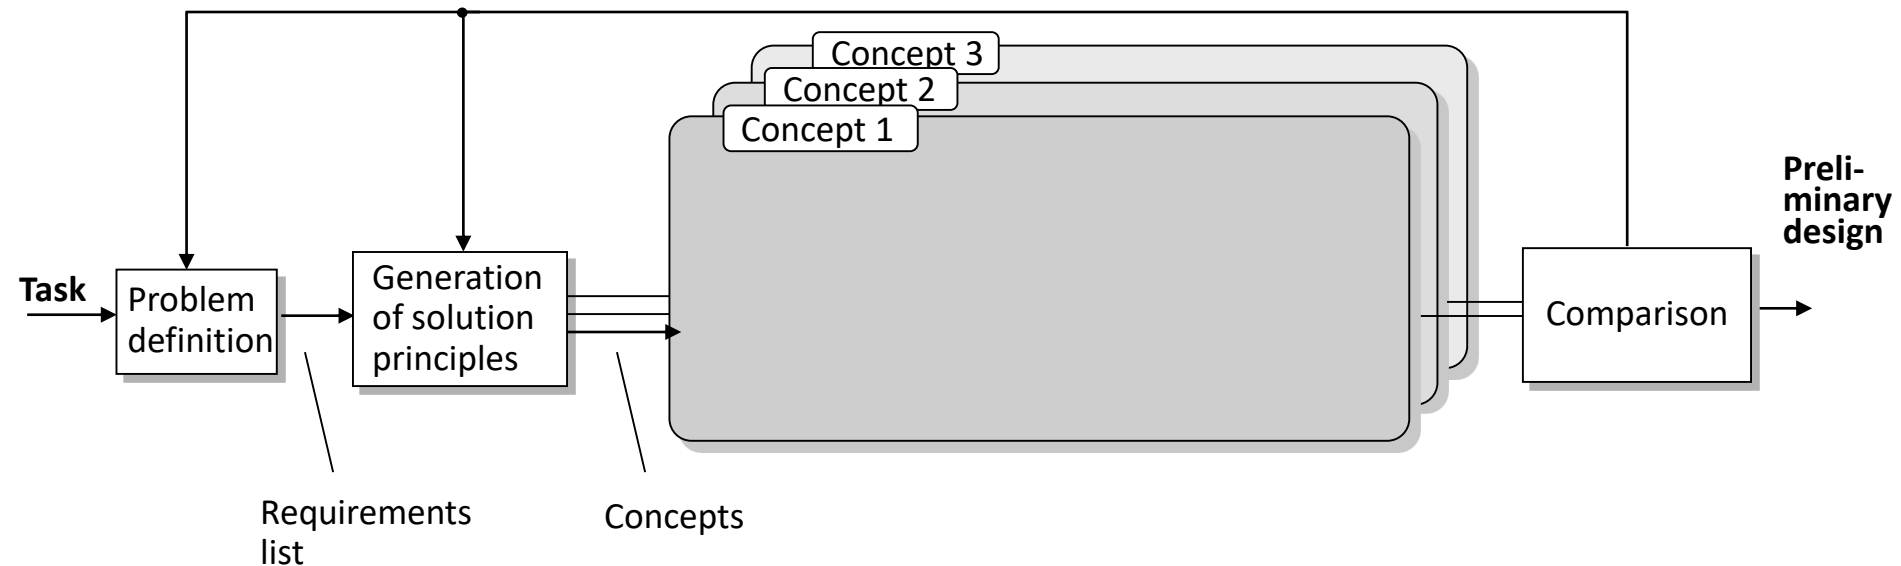 Concept 3
Concept 2
Concept 1
Preli-
minary
design
Task
Problem
definition
Generation
of solution
principles
Comparison
Requirements
list
Concepts